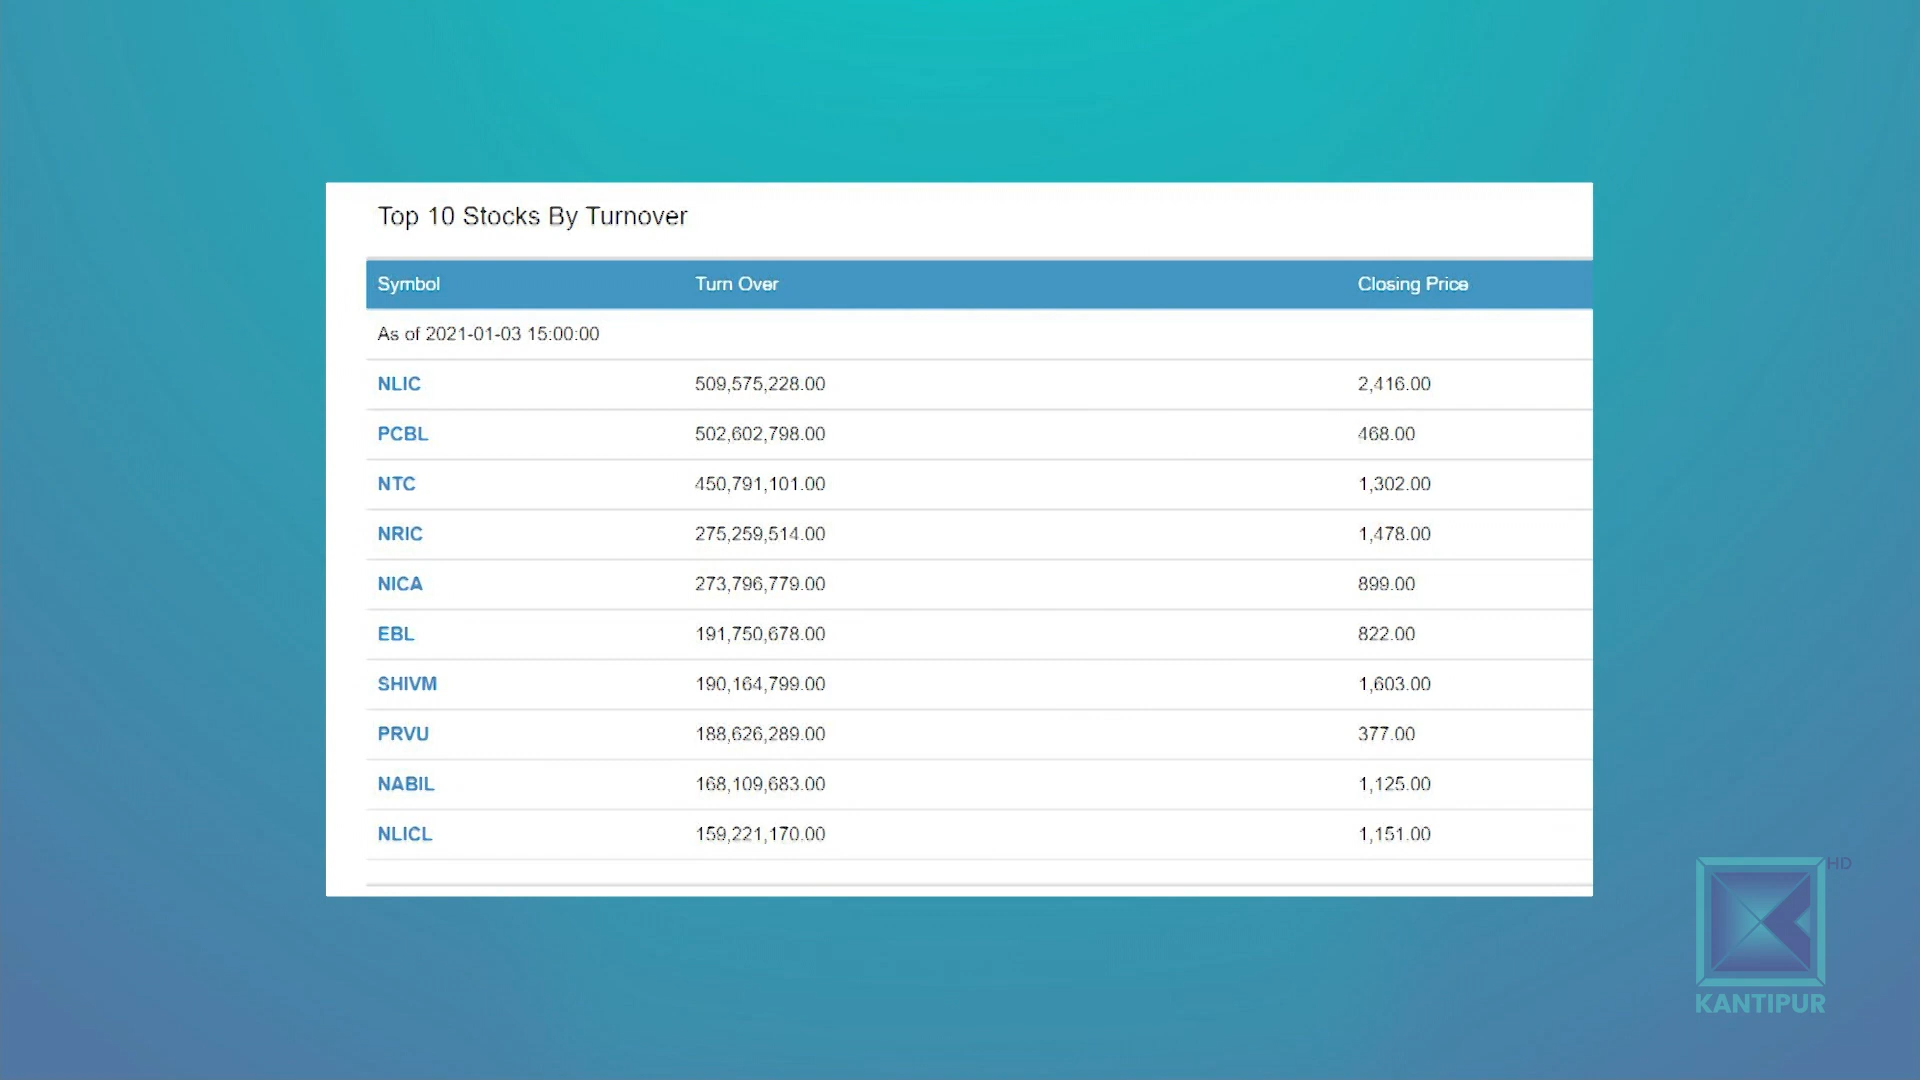 Top 10 Stocks By Turnover
Symbol Turn Over Closing Price
As of 2021-01-03 15:00:00
NLIC 509,575,228.00 2,416.00
PCBL 502,602,798.00 468.00
NTC 450,791,101.00 1,302.00
NRIC 275,259,514.00 1,478.00
NICA 273,796,779.00 899.00
EBL 191,750,678.00 822.00
SHIVM 190,164,799.00 1,603.00
PRVU 188,626,289.00 377.00
NABIL 168,109,683.00 1,125.00
NLICL 159,221,170.00 1,151.00
HD
KANTIPUR